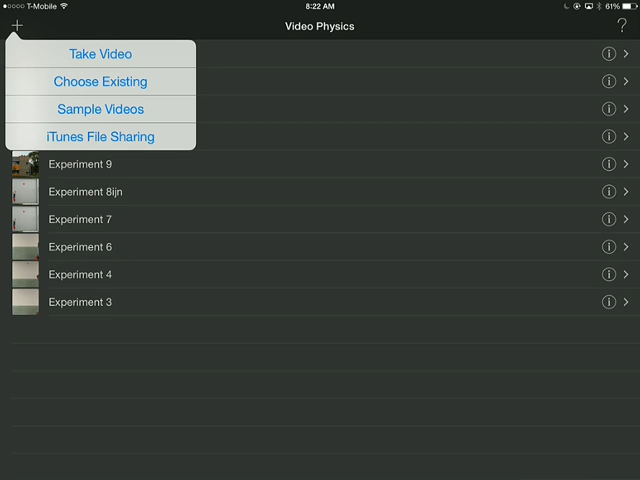 T-Mobile 8:22 AM 61%
+ Video Physics ?
Take Video
Choose Existing
Sample Videos
iTunes File Sharing
Experiment 9
Experiment 8ijn
Experiment 7
Experiment 6
Experiment 4
Experiment 3